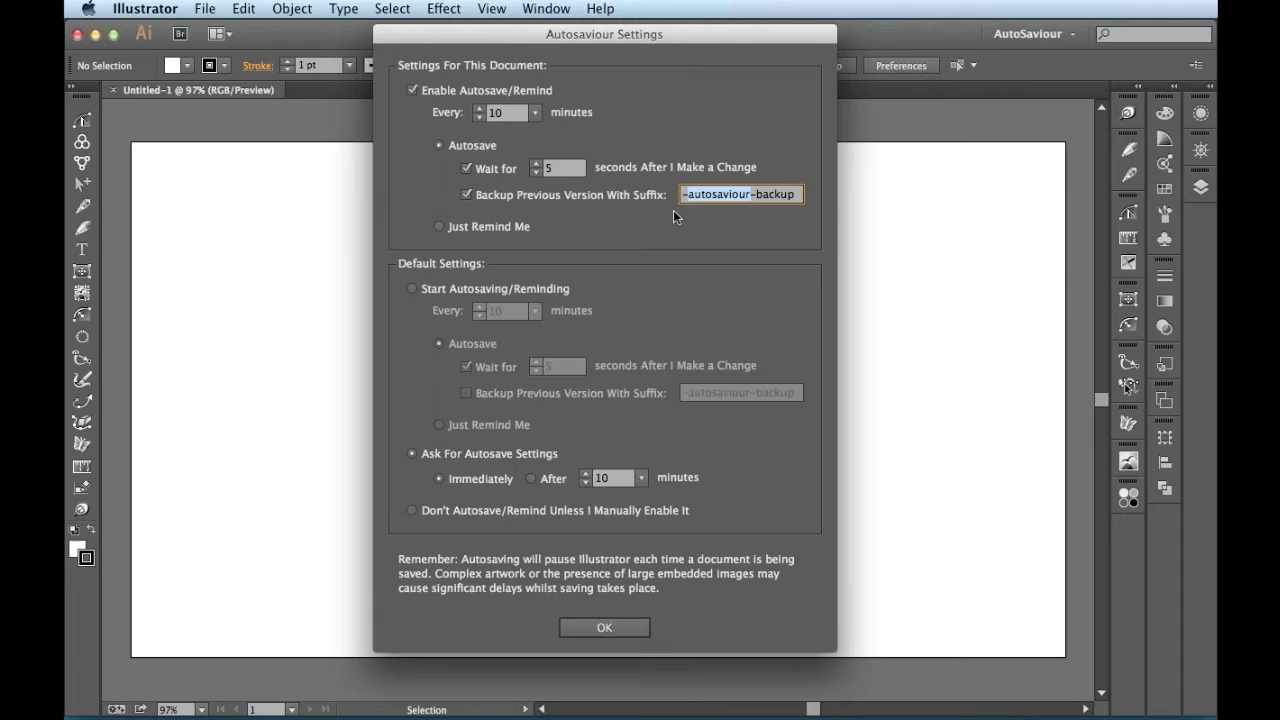 Illustrator File Edit Object Type Select Effect View Window Help
Ai Br AutoSaviour
Autosaviour Settings
No Selection Stroke: 1 pt Preferences
Untitled-1 @ 97% (RGB/Preview)
Settings For This Document:
Enable Autosave/Remind
Every: 10 minutes
Autosave
Wait for 5 seconds After I Make a Change
Backup Previous Version With Suffix: -autosaviour-backup
Just Remind Me
Default Settings:
Start Autosaving/Reminding
Every: 10 minutes
Autosave
Wait for 5 seconds After I Make a Change
Backup Previous Version With Suffix: -autosaviour-backup
Just Remind Me
Ask For Autosave Settings
Immediately After 10 minutes
Don't Autosave/Remind Unless I Manually Enable It
Remember: Autosaving will pause Illustrator each time a document is being
saved. Complex artwork or the presence of large embedded images may
cause significant delays whilst saving takes place.
OK
97% 1 Selection